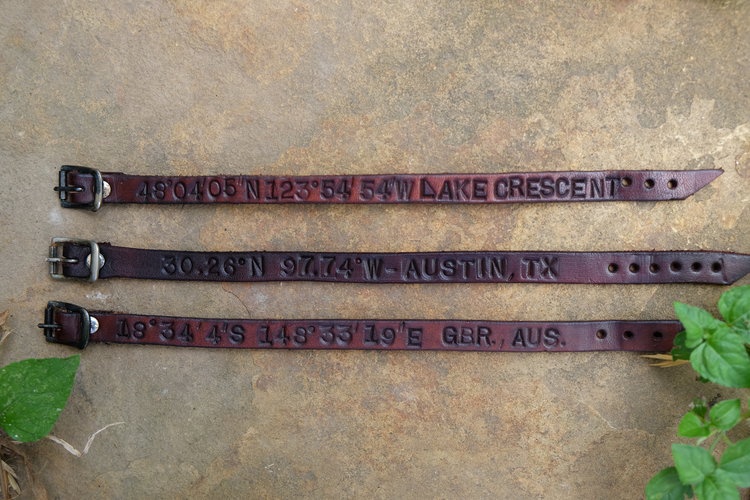 48°04'05"N 123°54'54"W LAKE CRESCENT
30.26°N 97.74°W-AUSTIN, TX
18°34'4"S 148°33'19"E GBR., AUS.